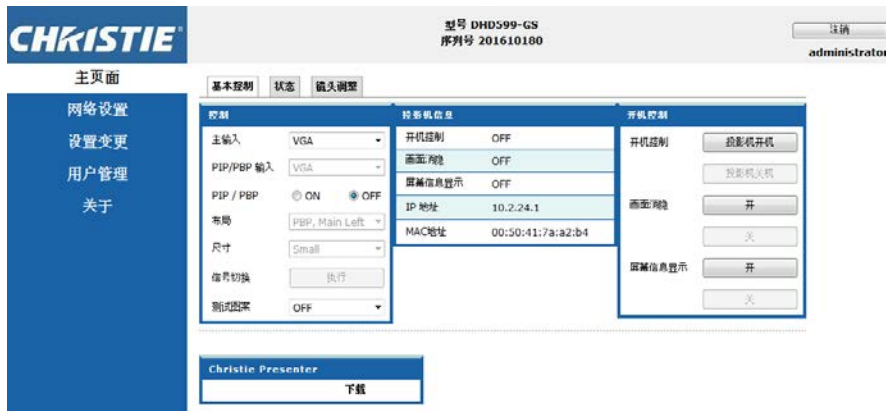 CHRISTIE
型号 DHD599-GS
序列号 201610180
注销
administrator
主页面
网络设置
设置变更
用户管理
关于
基本控制 状态 镜头调整
控制
主输入 VGA
PIP/PBP 输入 VGA
PIP / PBP ON OFF
布局 PBP, Main Left
尺寸 Small
信号切换 执行
测试图案 OFF
投影机信息
开机控制 OFF
画面消隐 OFF
屏幕信息显示 OFF
IP 地址 10.2.24.1
MAC地址 00:50:41:7a:a2:b4
开机控制
开机控制 投影机开机
投影机关机
画面消隐 开
关
屏幕信息显示 开
关
Christie Presenter
下载